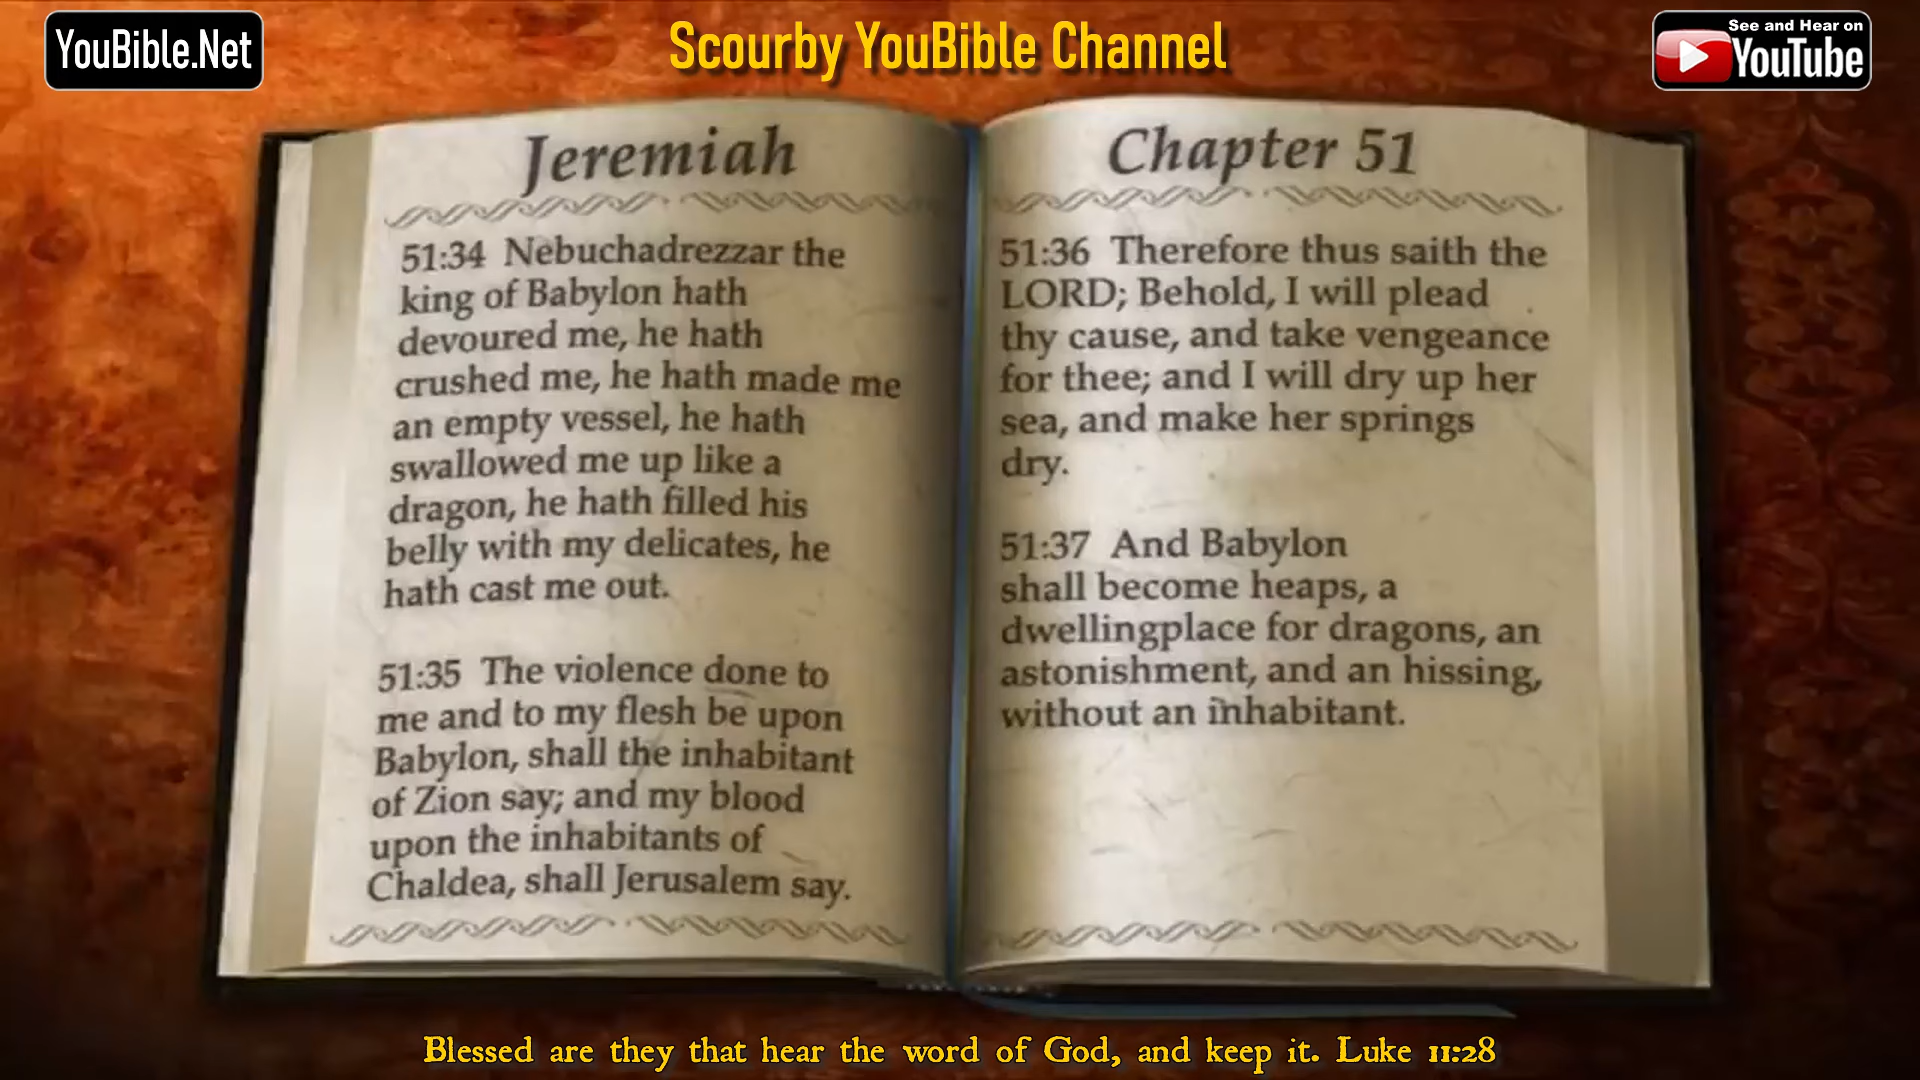 YouBible.Net
Scourby YouBible Channel
See and Hear on
YouTube
Jeremiah
51:34 Nebuchadrezzar the
king of Babylon hath
devoured me, he hath
crushed me, he hath made me
an empty vessel, he hath
swallowed me up like a
dragon, he hath filled his
belly with my delicates, he
hath cast me out.
51:35 The violence done to
me and to my flesh be upon
Babylon, shall the inhabitant
of Zion say; and my blood
upon the inhabitants of
Chaldea, shall Jerusalem say.
Chapter 51
51:36 Therefore thus saith the
LORD; Behold, I will plead
thy cause, and take vengeance
for thee; and I will dry up her
sea, and make her springs
dry.
51:37 And Babylon
shall become heaps, a
dwellingplace for dragons, an
astonishment, and an hissing,
without an inhabitant.
Blessed are they that hear the word of God, and keep it. Luke 11:28